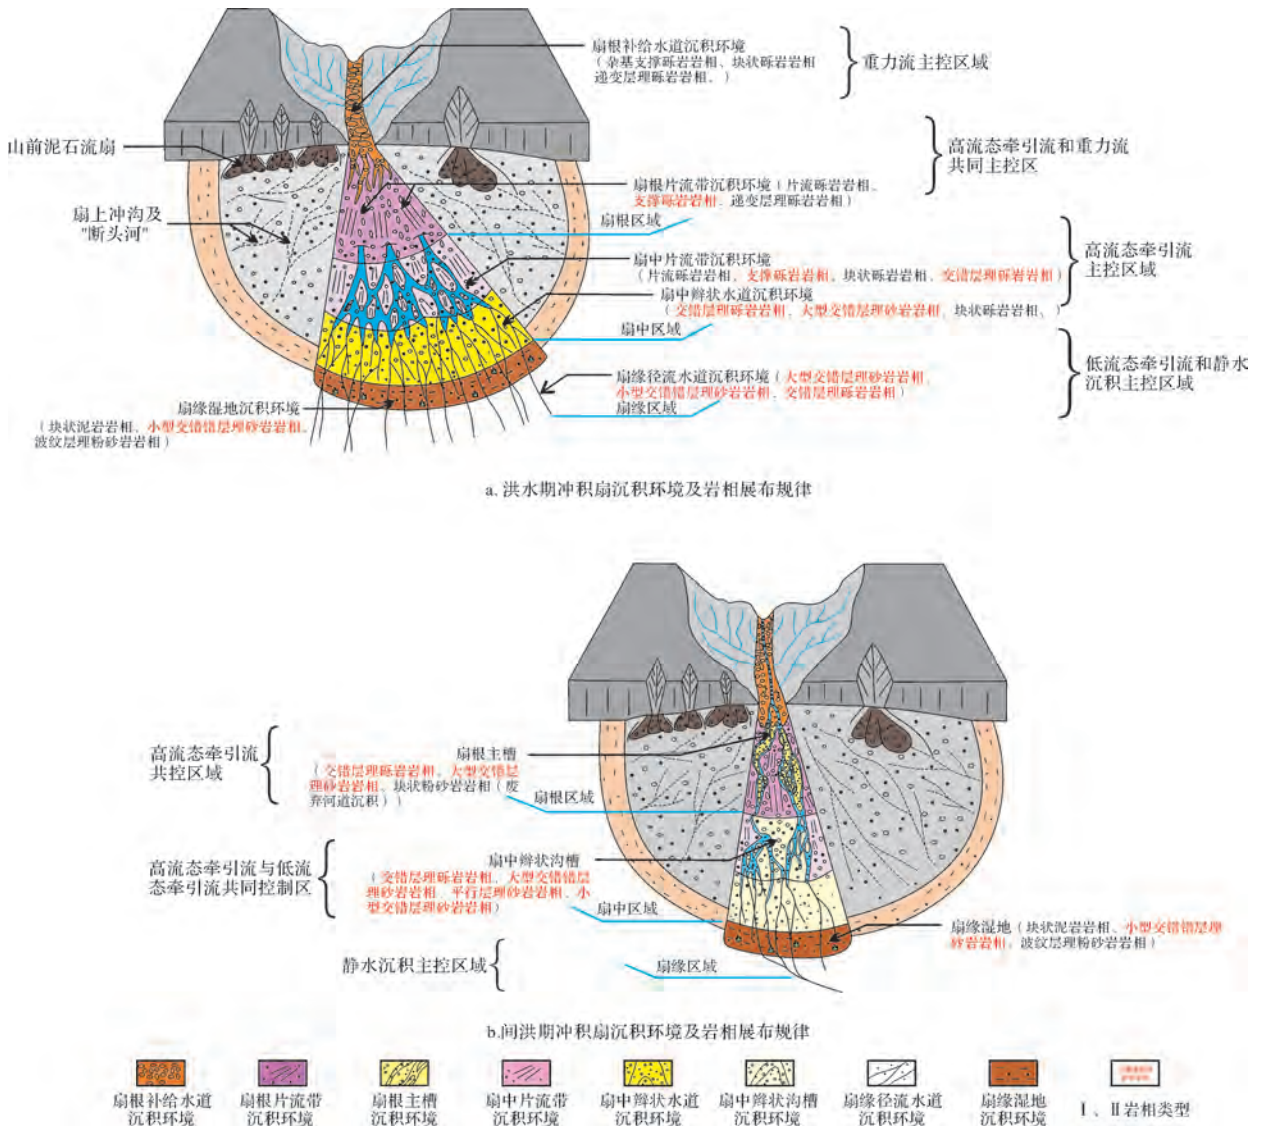 扇根补给水道沉积环境
（杂基支撑砾岩岩相、块状砾岩岩相
递变层理砾岩岩相、）
重力流主控区域
山前泥石流扇
高流态牵引流和重力流
共同主控区
扇根片流带沉积环境（片流砾岩岩相、
支撑砾岩岩相、递变层理砾岩岩相）
扇根区域
扇上冲沟及
"断头河"
扇中片流带沉积环境
（片流砾岩岩相、支撑砾岩岩相、块状砾岩岩相、交错层理砾岩岩相）
高流态牵引流
主控区域
扇中辫状水道沉积环境
（交错层理砾岩岩相、大型交错层理砂岩岩相、块状砾岩岩相、）
扇中区域
扇缘径流水道沉积环境（大型交错层理砂岩岩相、
小型交错层理砂岩岩相、交错层理砾岩岩相）
扇缘区域
低流态牵引流和静水
沉积主控区域
扇缘湿地沉积环境
（块状泥岩岩相、小型交错错层理砂岩岩相、
波纹层理粉砂岩岩相）
a. 洪水期冲积扇沉积环境及岩相展布规律
高流态牵引流
共控区域
扇根主槽
（交错层理砾岩岩相、大型交错层
理砂岩岩相、块状粉砂岩岩相（废
弃河道沉积））
扇根区域
高流态牵引流与低流
态牵引流共同控制区
扇中辫状沟槽
（交错层理砾岩岩相、大型交错错层
理砂岩岩相、平行层理砂岩岩相、小
型交错层理砂岩岩相）
扇中区域
扇缘湿地（块状泥岩岩相、小型交错错层理
砂岩岩相、波纹层理粉砂岩岩相）
静水沉积主控区域
扇缘区域
b.间洪期冲积扇沉积环境及岩相展布规律
扇根补给水道
沉积环境
扇根片流带
沉积环境
扇根主槽
沉积环境
扇中片流带
沉积环境
扇中辫状水道
沉积环境
扇中辫状沟槽
沉积环境
扇缘径流水道
沉积环境
扇缘湿地
沉积环境
Ⅰ、Ⅱ岩相类型